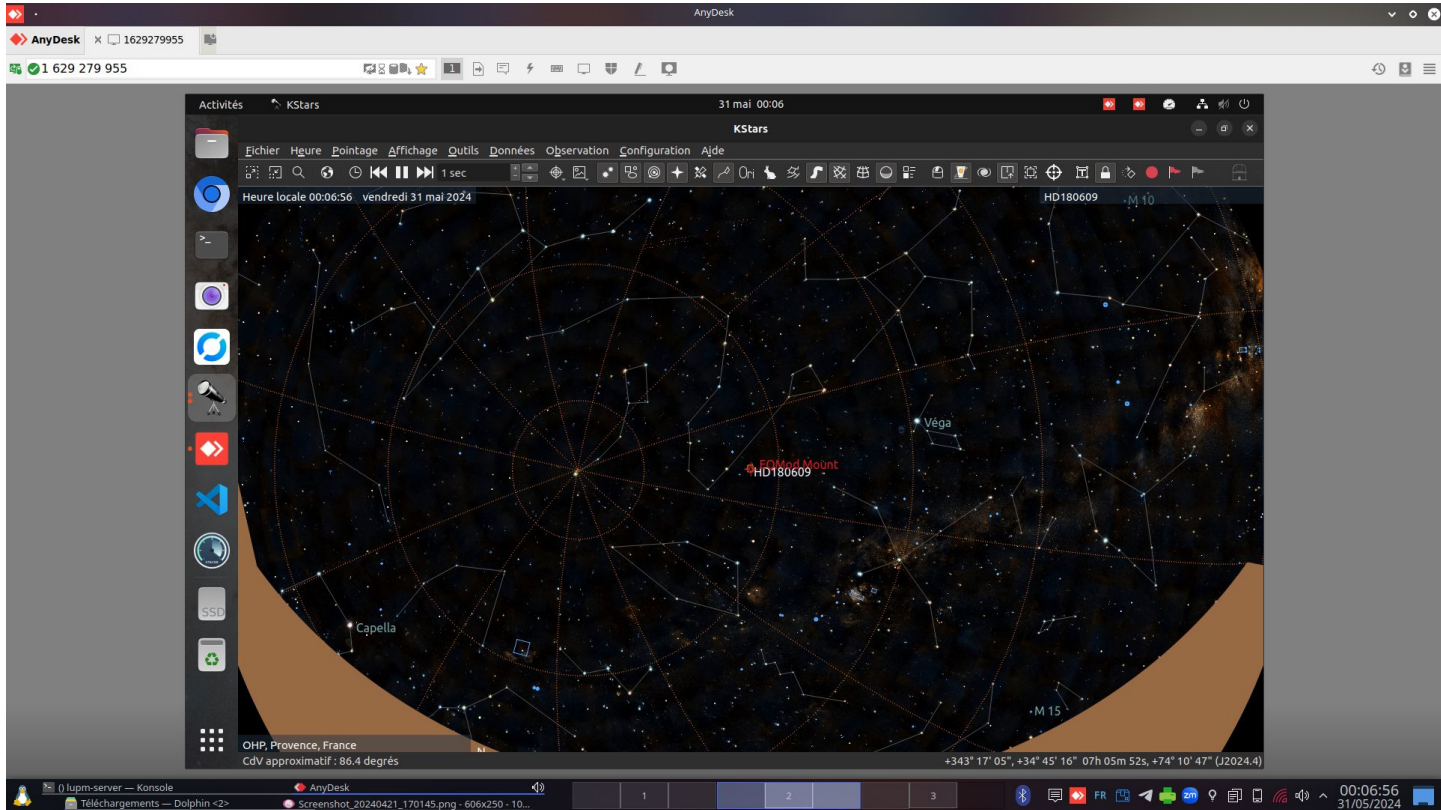 AnyDesk
AnyDesk
1629279955
1 629 279 955
1
Activités
KStars
31 mai 00:06
KStars
Fichier Heure Pointage Affichage Outils Données Observation Configuration Aide
1 sec
Ori
Heure locale 00:06:56 vendredi 31 mai 2024
HD180609
M 10
Véga
EQMod Mount
HD180609
SSD
Capella
M 15
N
OHP, Provence, France
CdV approximatif : 86.4 degrés
+343° 17' 05", +34° 45' 16" 07h 05m 52s, +74° 10' 47" (J2024.4)
() lupm-server — Konsole
AnyDesk
Téléchargements — Dolphin <2>
Screenshot_20240421_170145.png - 606x250 - 10...
1
2
3
FR
zm
00:06:56
31/05/2024